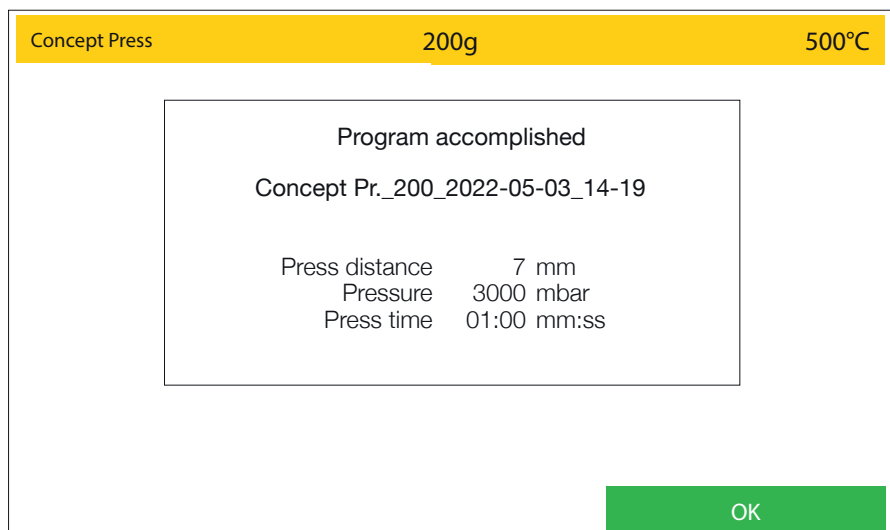 Concept Press 200g 500°C
Program accomplished
Concept Pr._200_2022-05-03_14-19
Press distance 7 mm
Pressure 3000 mbar
Press time 01:00 mm:ss
OK